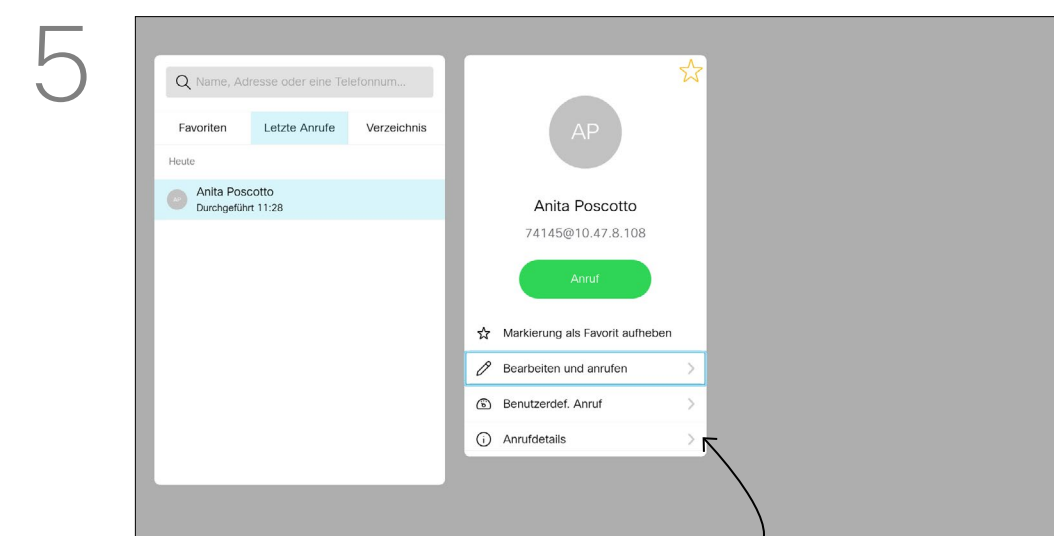 5
Name, Adresse oder eine Telefonnum...
Favoriten Letzte Anrufe Verzeichnis
Heute
AP
Anita Poscotto
Durchgeführt 11:28
AP
Anita Poscotto
74145@10.47.8.108
Anruf
Markierung als Favorit aufheben
Bearbeiten und anrufen
Benutzerdef. Anruf
Anrufdetails